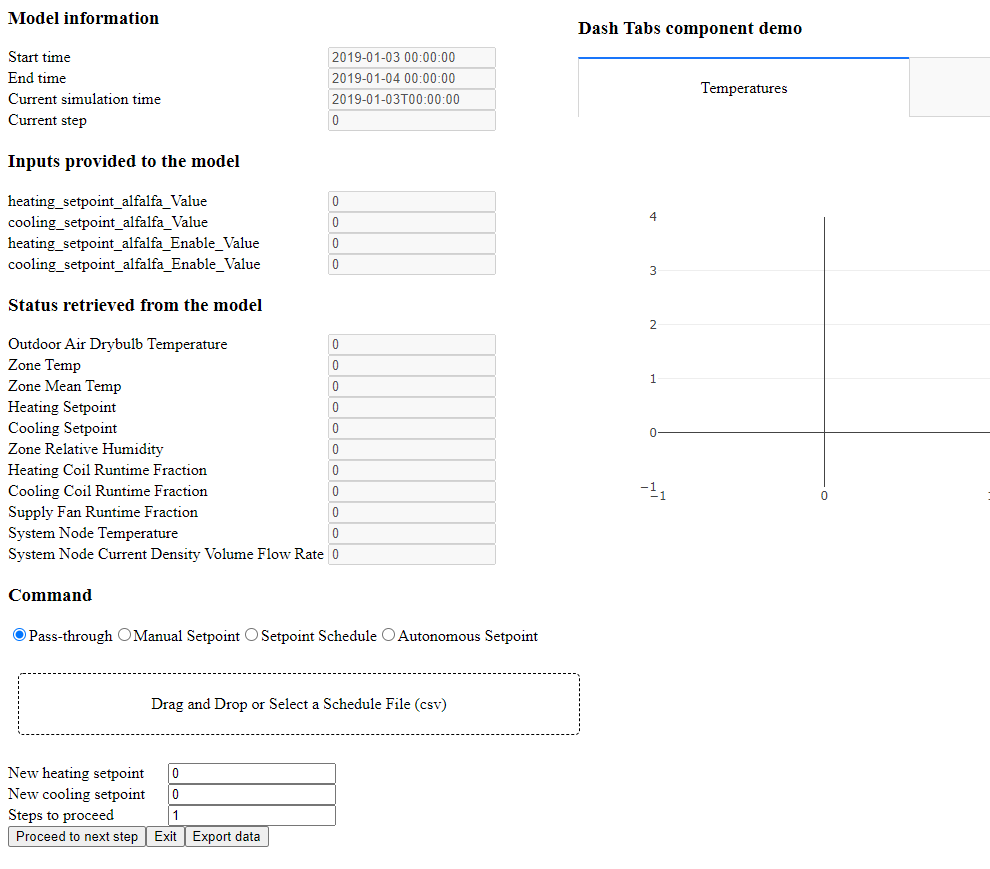 Model information
Start time 2019-01-03 00:00:00
End time 2019-01-04 00:00:00
Current simulation time 2019-01-03T00:00:00
Current step 0
Inputs provided to the model
heating_setpoint_alfalfa_Value 0
cooling_setpoint_alfalfa_Value 0
heating_setpoint_alfalfa_Enable_Value 0
cooling_setpoint_alfalfa_Enable_Value 0
Status retrieved from the model
Outdoor Air Drybulb Temperature 0
Zone Temp 0
Zone Mean Temp 0
Heating Setpoint 0
Cooling Setpoint 0
Zone Relative Humidity 0
Heating Coil Runtime Fraction 0
Cooling Coil Runtime Fraction 0
Supply Fan Runtime Fraction 0
System Node Temperature 0
System Node Current Density Volume Flow Rate 0
Command
Pass-through Manual Setpoint Setpoint Schedule Autonomous Setpoint
Drag and Drop or Select a Schedule File (csv)
New heating setpoint 0
New cooling setpoint 0
Steps to proceed 1
Proceed to next step Exit Export data
Dash Tabs component demo
Temperatures
4
3
2
1
0
−1
−1 0